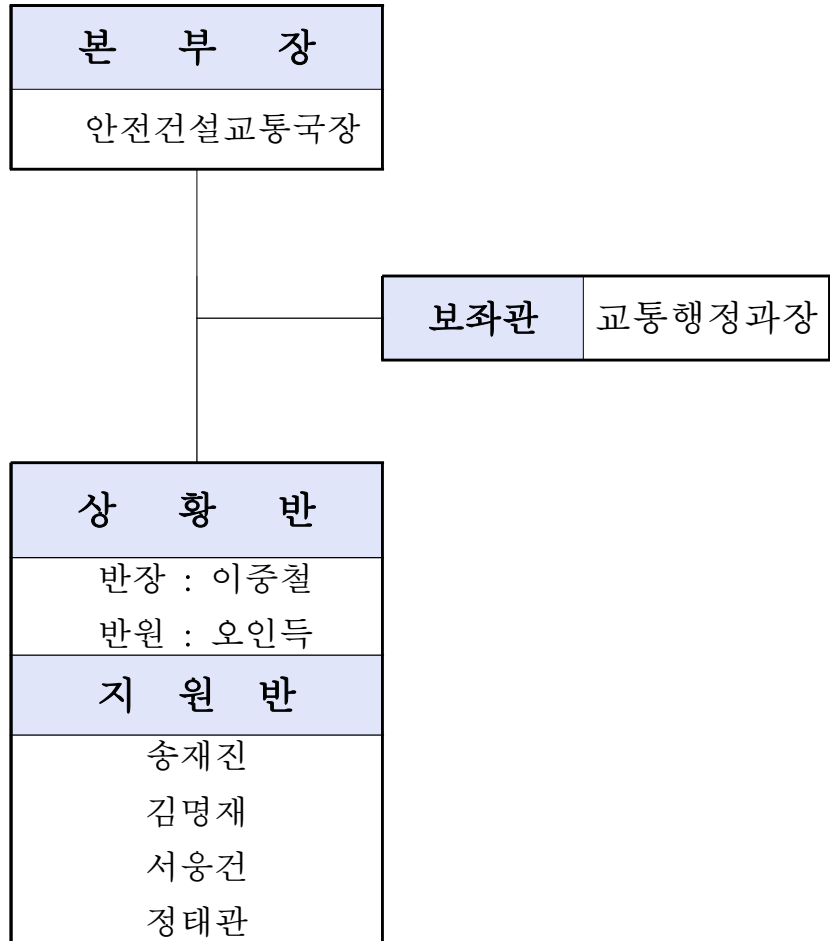 본 부 장
안전건설교통국장
보좌관 교통행정과장
상 황 반
반장 : 이중철
반원 : 오인득
지 원 반
송재진
김명재
서웅건
정태관